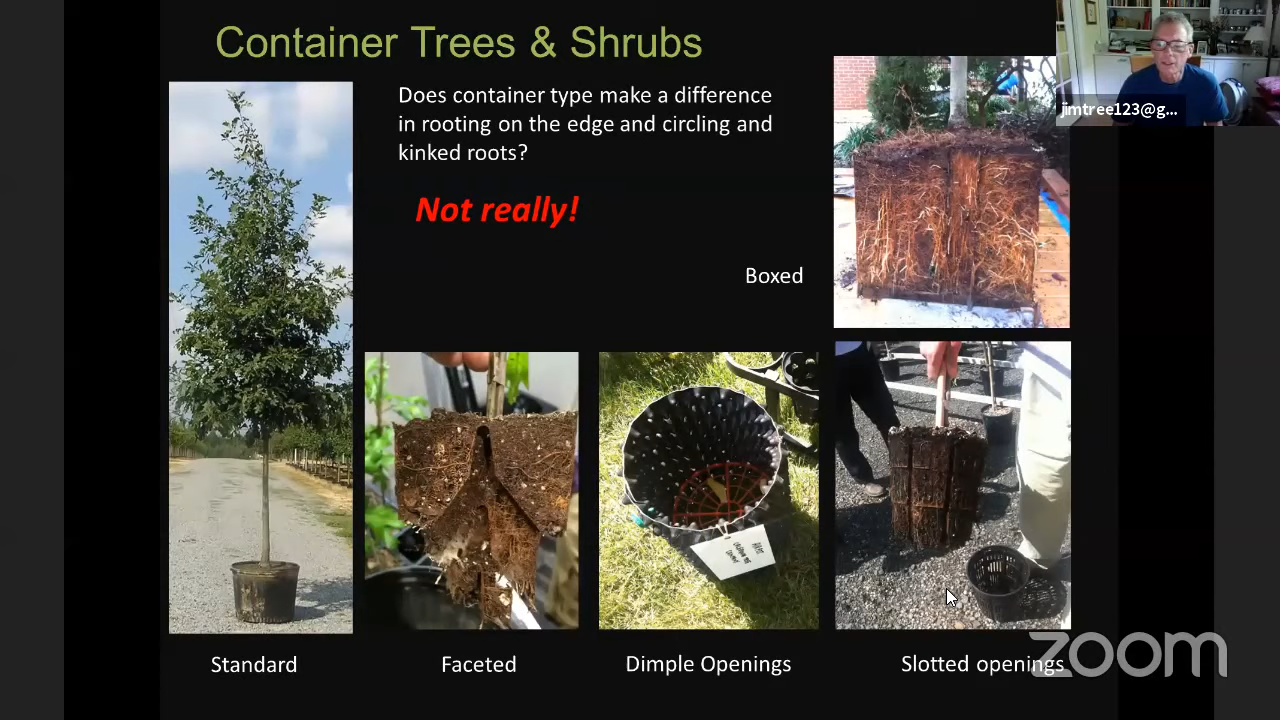 Container Trees & Shrubs
jimtree123@g...
Does container type make a difference
in rooting on the edge and circling and
kinked roots?
Not really!
Boxed
Standard
Faceted
Dimple Openings
Slotted openings
zoom